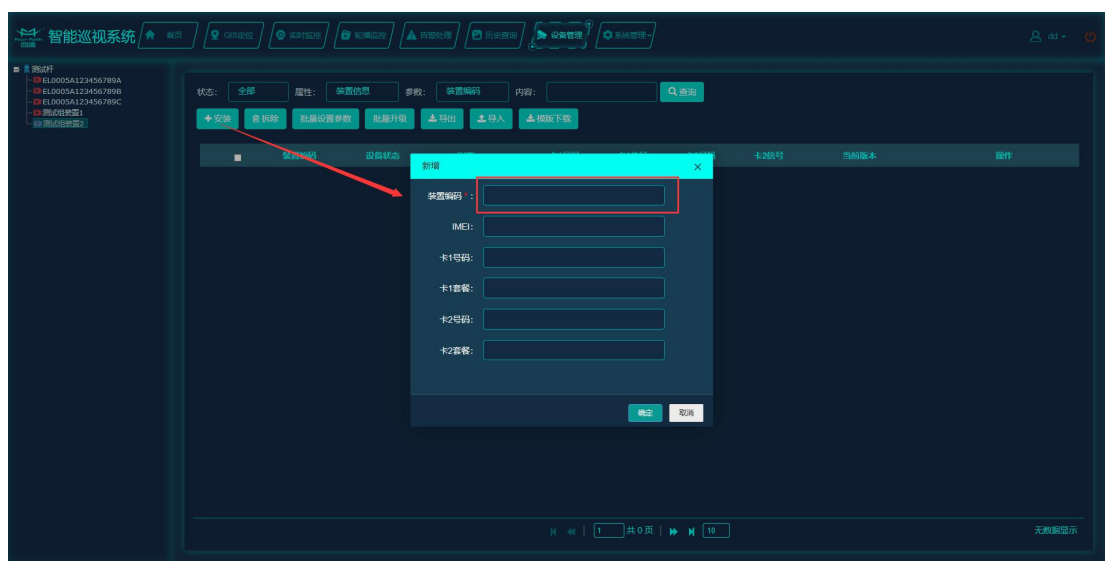 智能巡视系统 首页 GIS定位 实时监控 轮播监控 告警处理 历史查询 设备管理 系统管理 dd
测试杆
EL0005A123456789A
EL0005A123456789B
EL0005A123456789C
测试组装置1
测试组装置2
状态: 全部 属性: 装置信息 参数: 装置编码 内容: 查询
安装 拆除 批量设置参数 批量升级 导出 导入 模版下载
装置编码 设备状态 卡2信号 当前版本 操作
新增 ×
装置编码*:
IMEI:
卡1号码:
卡1套餐:
卡2号码:
卡2套餐:
确定 取消
1 共 0 页 10 无数据显示